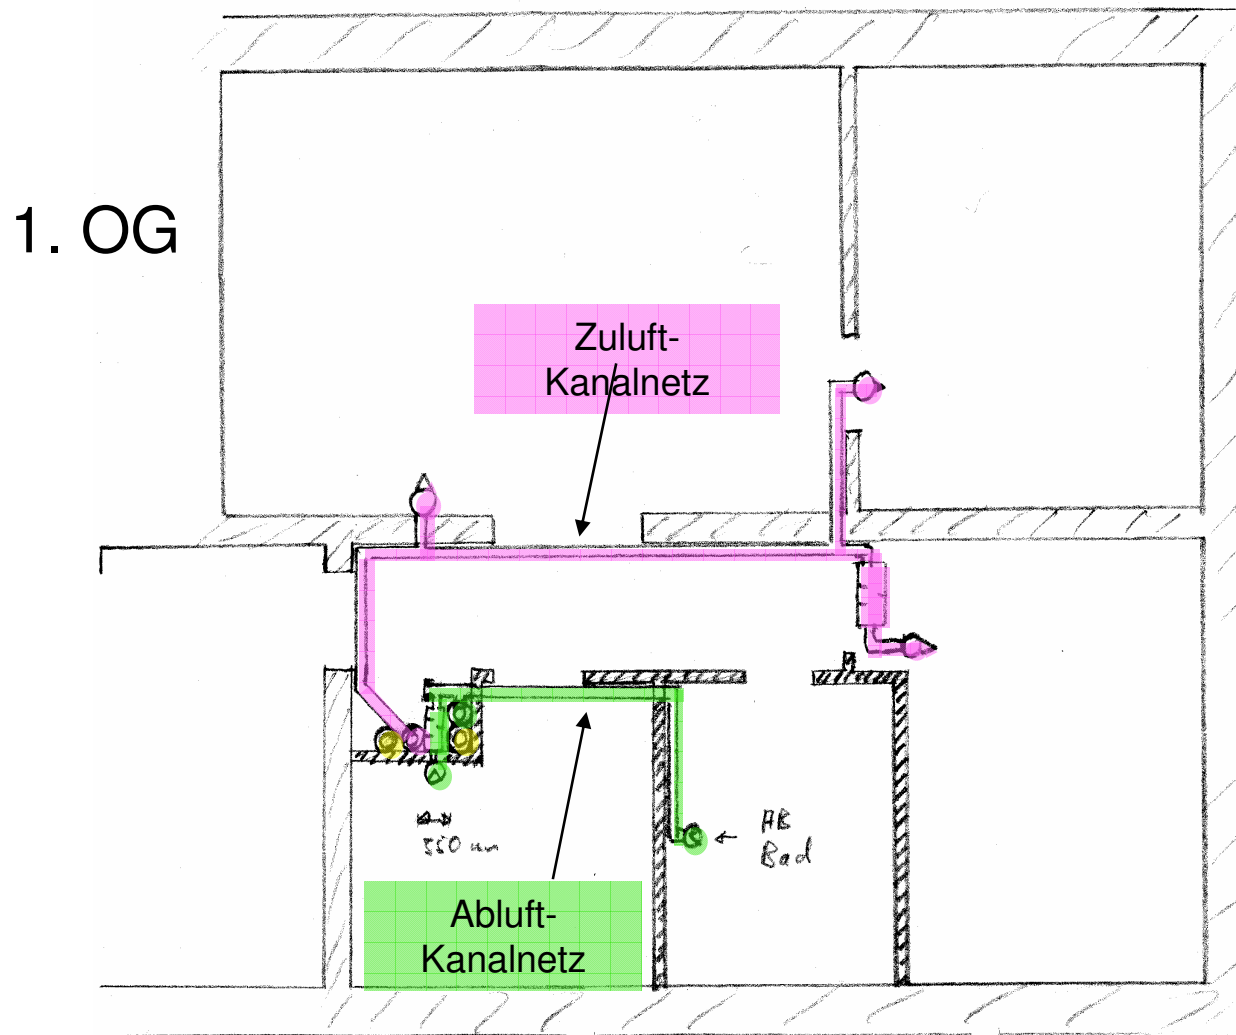 1. OG
Zuluft-
Kanalnetz
AB
Bad
550 mm
Abluft-
Kanalnetz